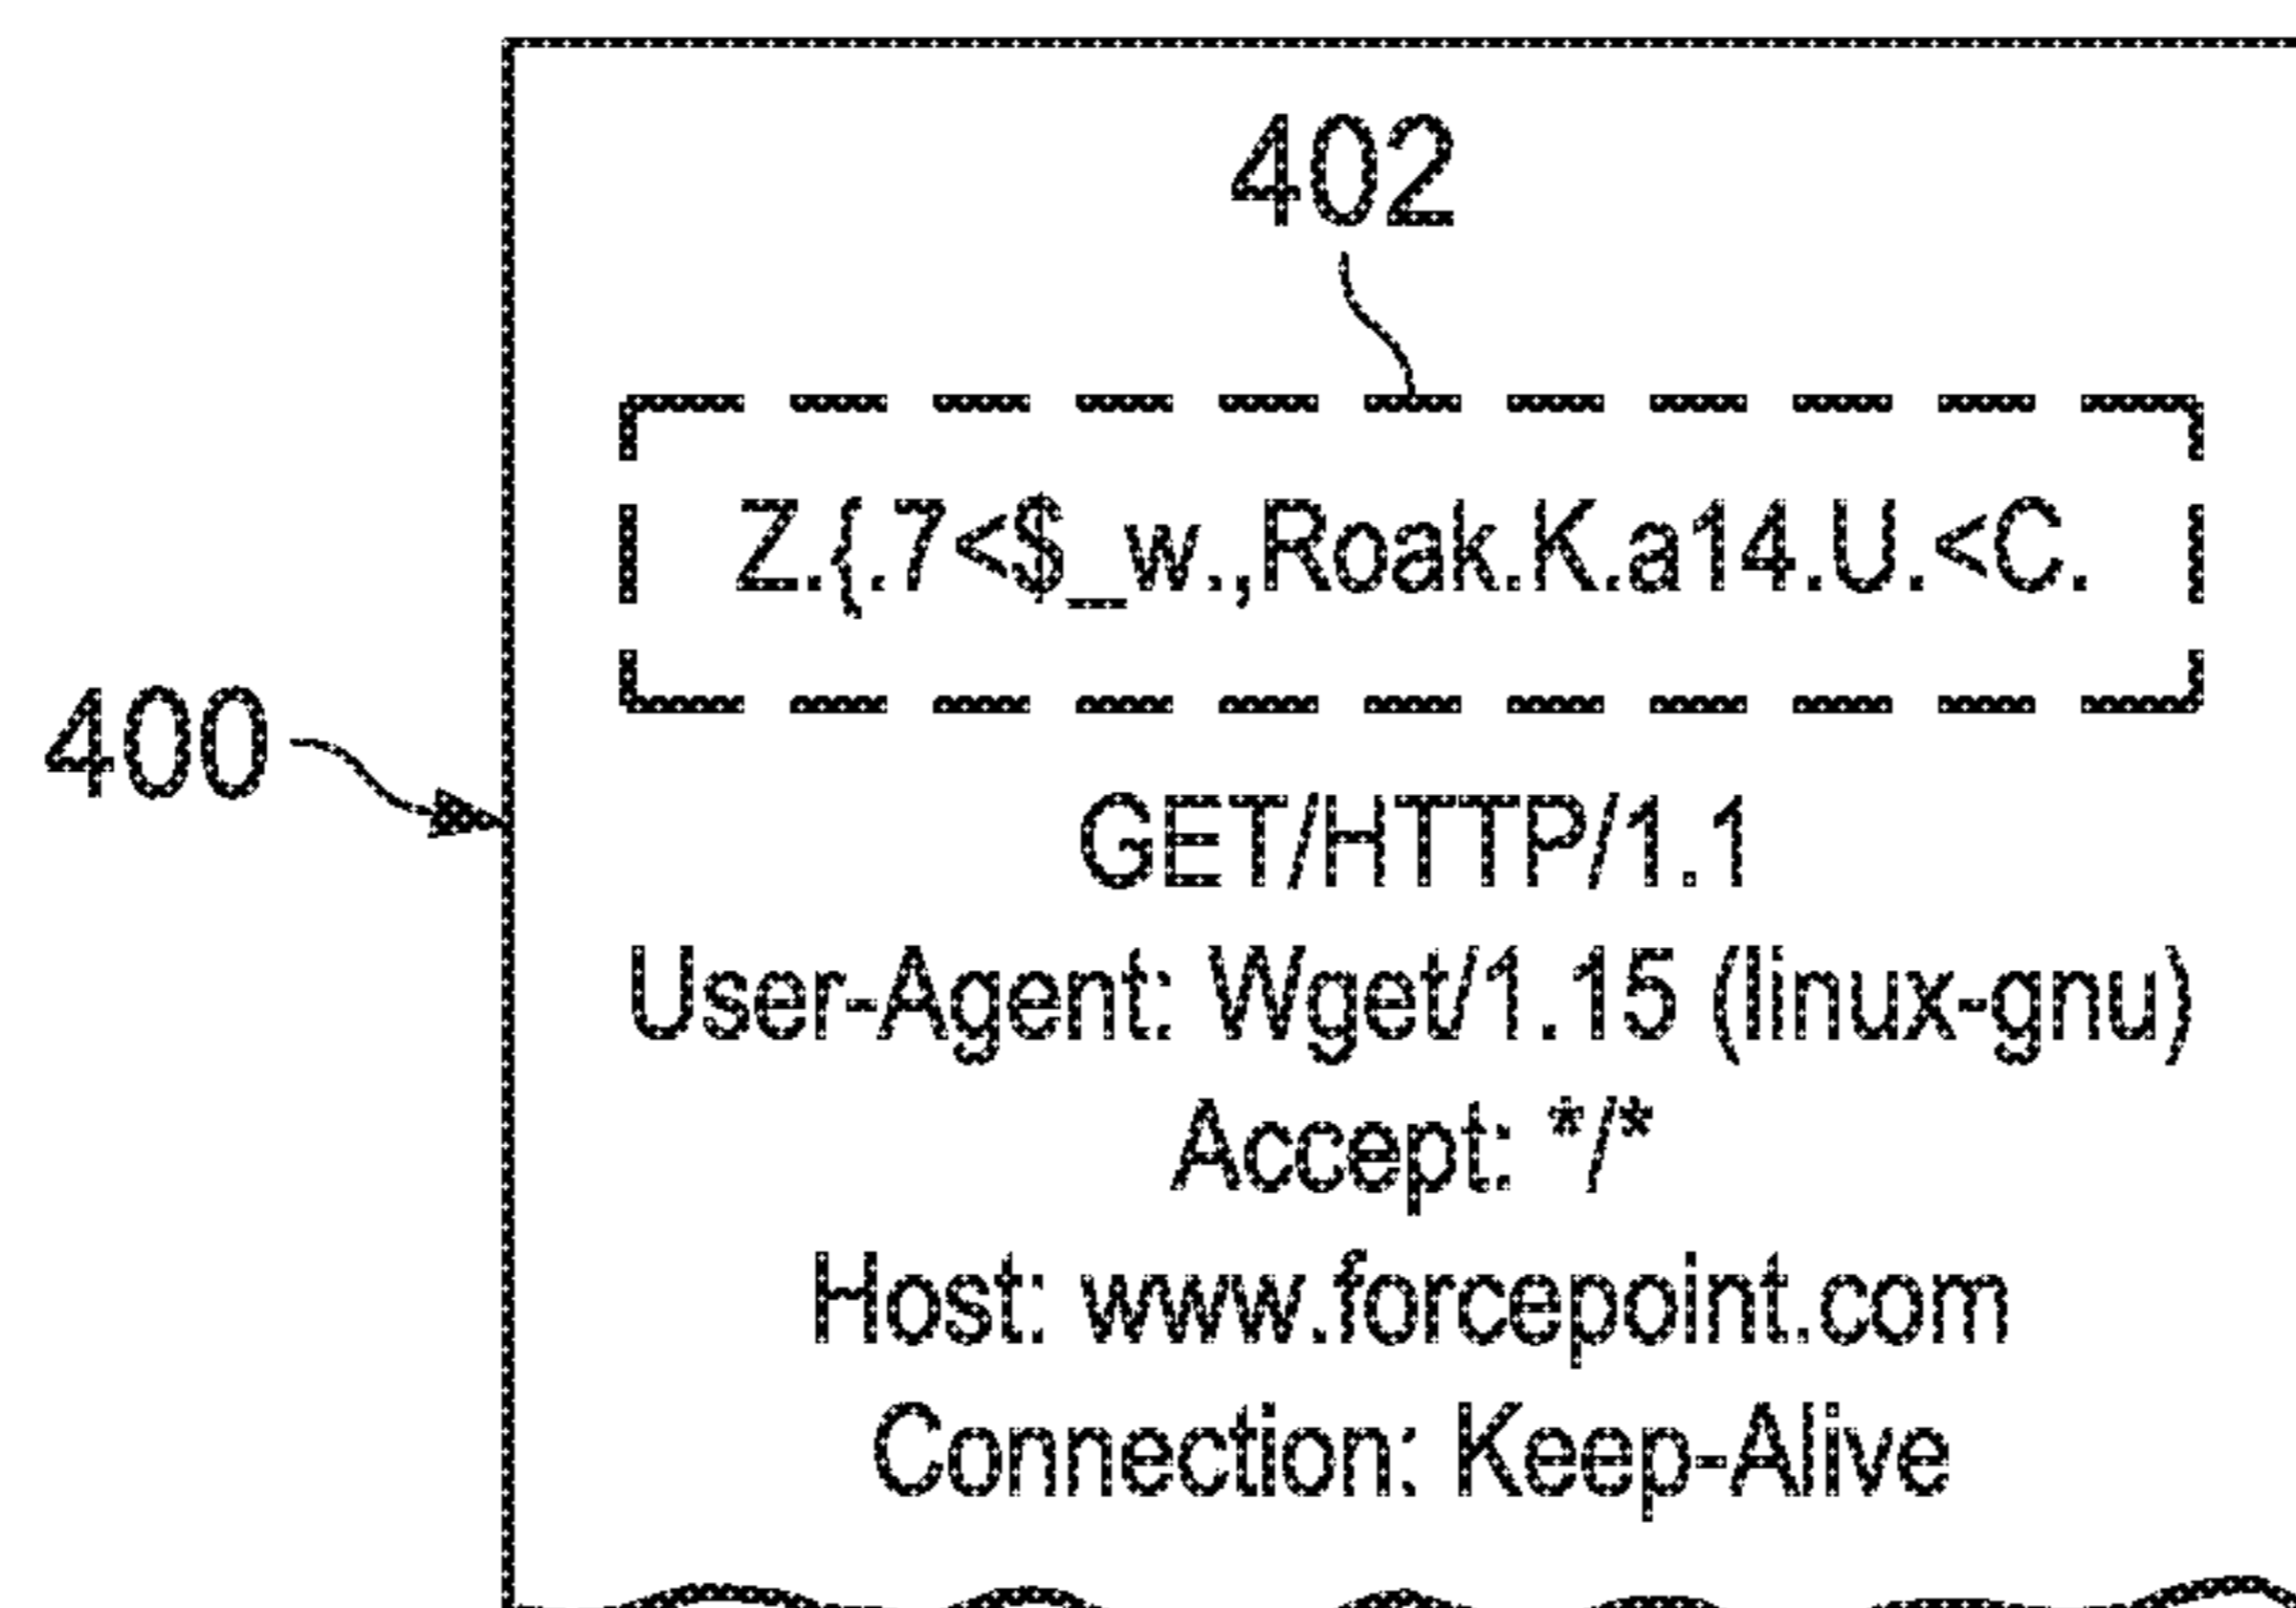 402
Z.{.7<$_w.,Roak.K.a14.U.<C.
400
GET/HTTP/1.1
User-Agent: Wget/1.15 (linux-gnu)
Accept: */*
Host: www.forcepoint.com
Connection: Keep-Alive